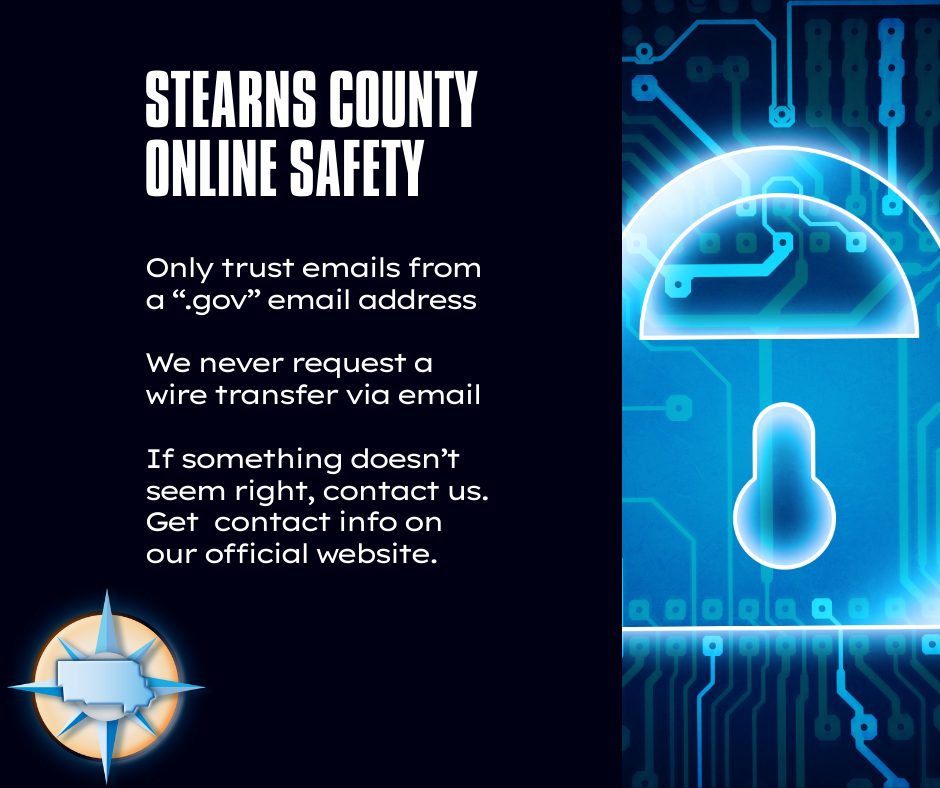 STEARNS COUNTY
ONLINE SAFETY
Only trust emails from
a “.gov” email address
We never request a
wire transfer via email
If something doesn’t
seem right, contact us.
Get  contact info on
our official website.